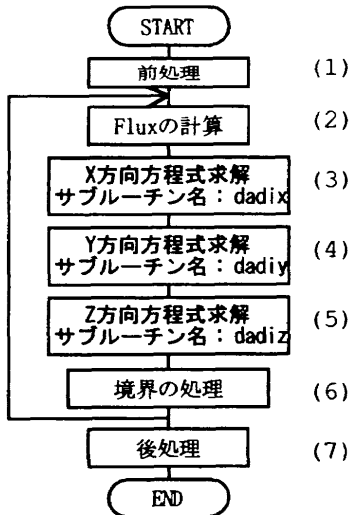 START
前処理 (1)
Fluxの計算 (2)
X方向方程式求解 (3)
サブルーチン名：dadix
Y方向方程式求解 (4)
サブルーチン名：dadiy
Z方向方程式求解 (5)
サブルーチン名：dadiz
境界の処理 (6)
後処理 (7)
END